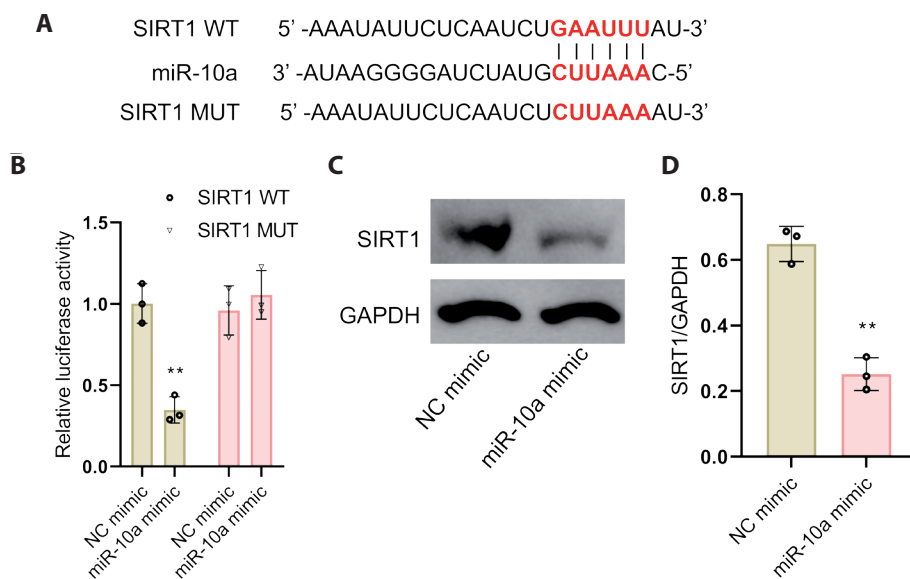 A
SIRT1 WT 5’ -AAAUAUUCUCAAUCUGAAUUUAU-3’
miR-10a 3’ -AUAAGGGGAUCUAUGCUUAAAC-5’
SIRT1 MUT 5’ -AAAUAUUCUCAAUCUCUUAAAAU-3’
B
SIRT1 WT
SIRT1 MUT
Relative luciferase activity
1.5
1.0
0.5
0.0
**
NC mimic
miR-10a mimic
NC mimic
miR-10a mimic
C
SIRT1
GAPDH
NC mimic
miR-10a mimic
D
SIRT1/GAPDH
0.8
0.6
0.4
0.2
0.0
**
NC mimic
miR-10a mimic